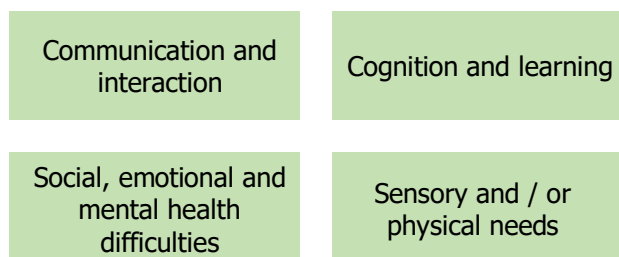 Communication and
interaction
Cognition and learning
Social, emotional and
mental health
difficulties
Sensory and / or
physical needs